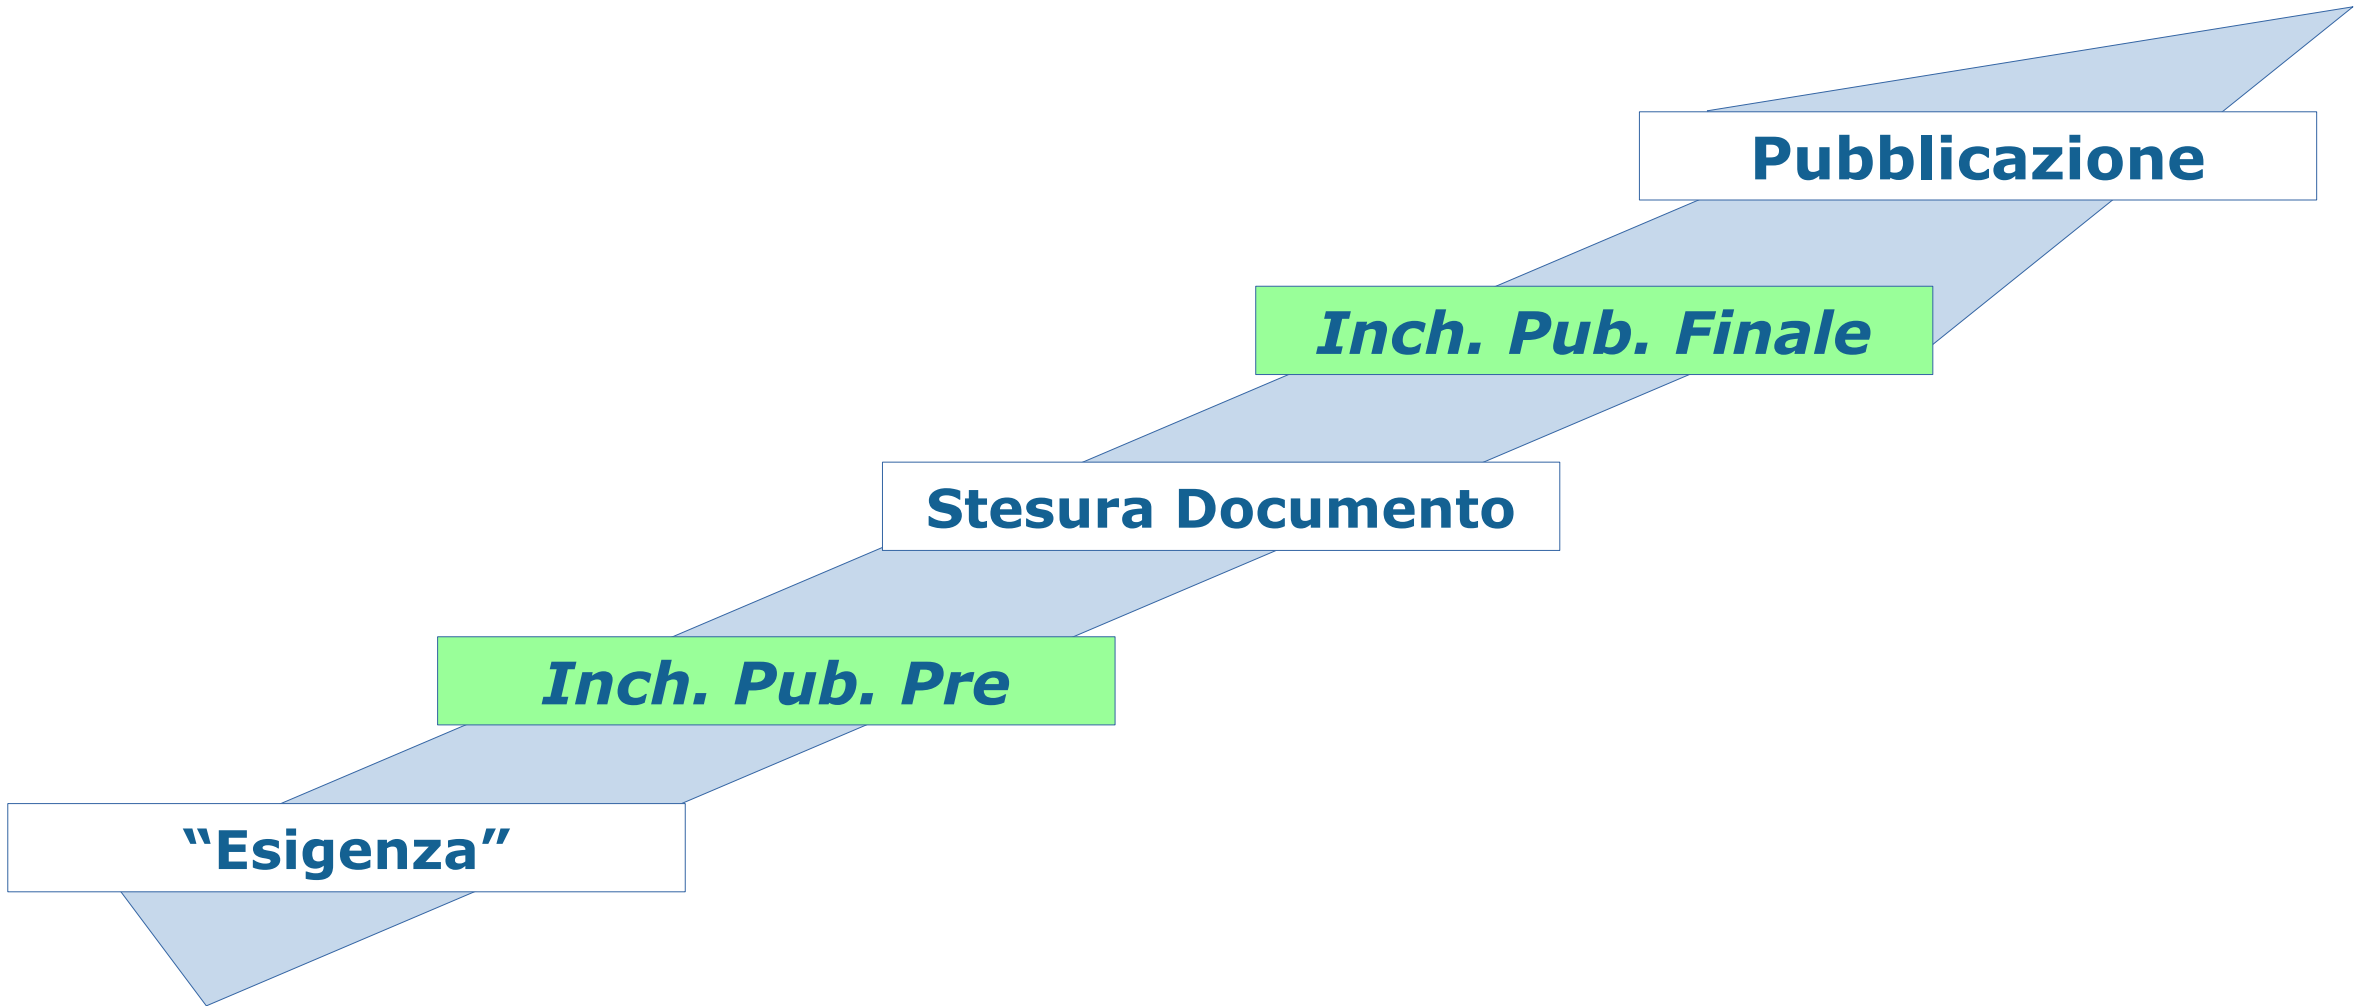 Pubblicazione
Inch. Pub. Finale
Stesura Documento
Inch. Pub. Pre
“Esigenza”